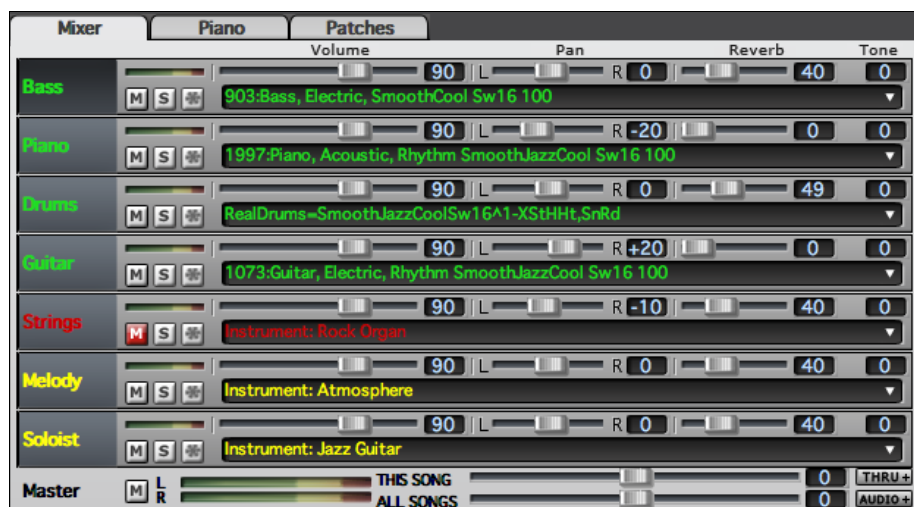 Mixer Piano Patches
Volume Pan Reverb Tone
Bass 90 L R 0 40 0
M S 903:Bass, Electric, SmoothCool Sw16 100
Piano 90 L R -20 0 0
M S 1997:Piano, Acoustic, Rhythm SmoothJazzCool Sw16 100
Drums 90 L R 0 49 0
M S RealDrums=SmoothJazzCoolSw16^1-XStHHt,SnRd
Guitar 90 L R +20 0 0
M S 1073:Guitar, Electric, Rhythm SmoothJazzCool Sw16 100
Strings 90 L R -10 40 0
M S Instrument: Rock Organ
Melody 90 L R 0 40 0
M S Instrument: Atmosphere
Soloist 90 L R 0 40 0
M S Instrument: Jazz Guitar
Master M L THIS SONG 0 THRU+
R ALL SONGS 0 AUDIO+